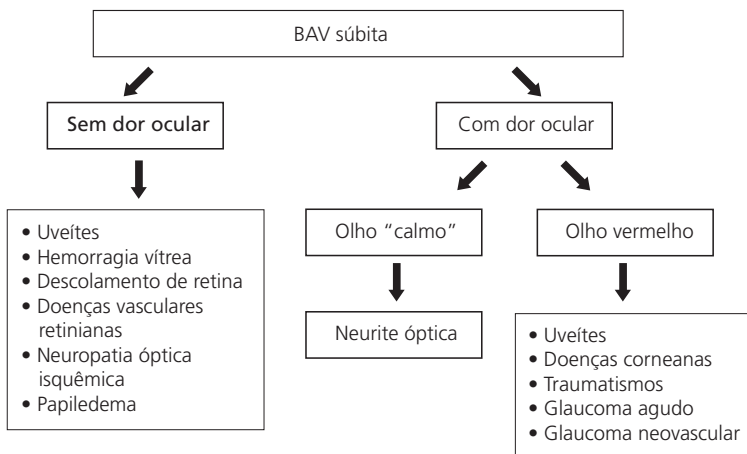 BAV súbita
Sem dor ocular
Com dor ocular
• Uveítes
• Hemorragia vítrea
• Descolamento de retina
• Doenças vasculares
retinianas
• Neuropatia óptica
isquêmica
• Papiledema
Olho “calmo”
Olho vermelho
Neurite óptica
• Uveítes
• Doenças corneanas
• Traumatismos
• Glaucoma agudo
• Glaucoma neovascular